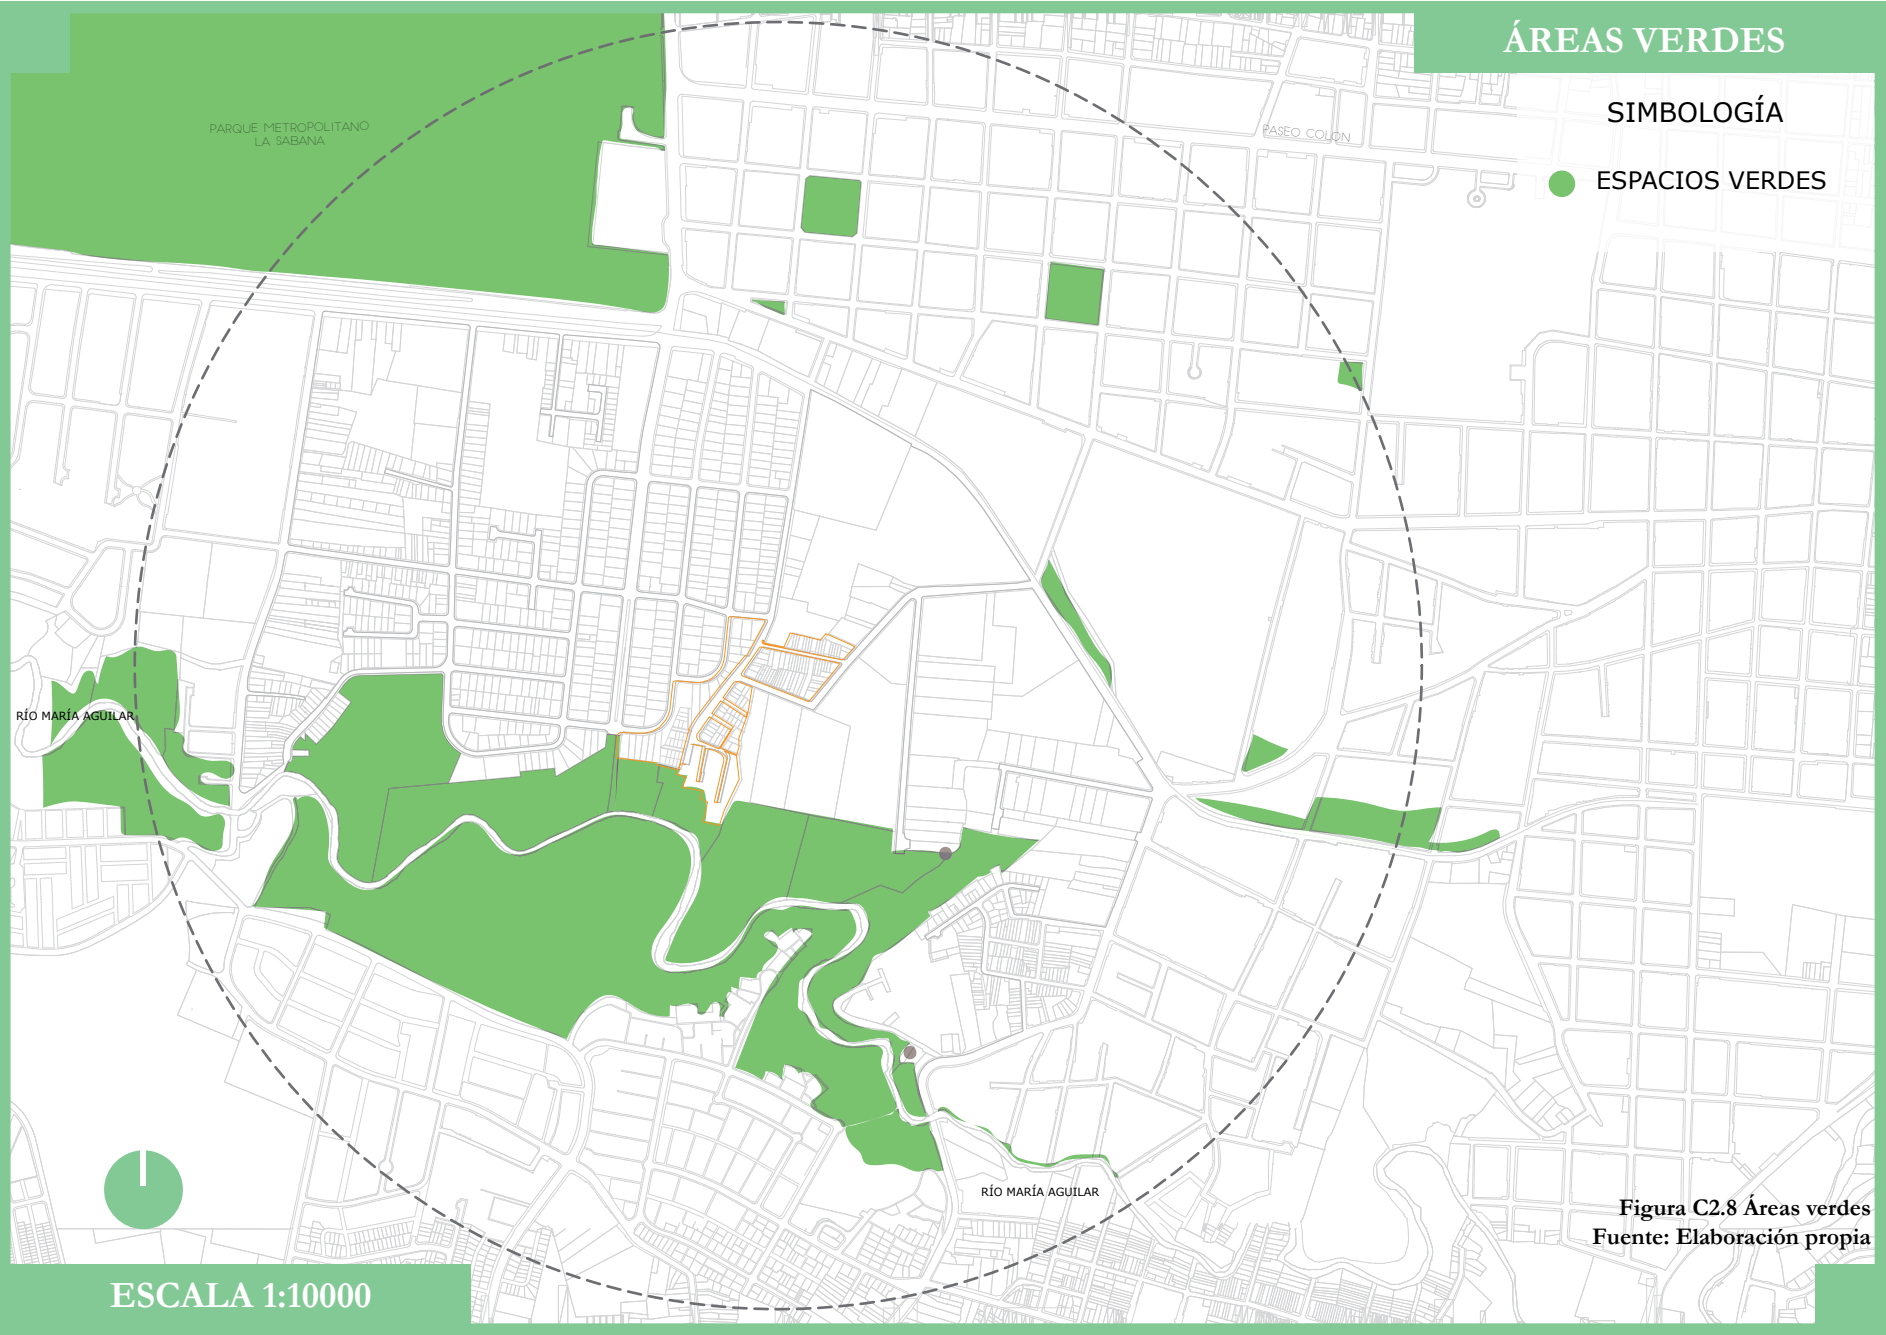 ÁREAS VERDES
SIMBOLOGÍA
ESPACIOS VERDES
PARQUE METROPOLITANO
LA SABANA
PASEO COLON
RÍO MARÍA AGUILAR
RÍO MARÍA AGUILAR
Figura C2.8 Áreas verdes
Fuente: Elaboración propia
ESCALA 1:10000